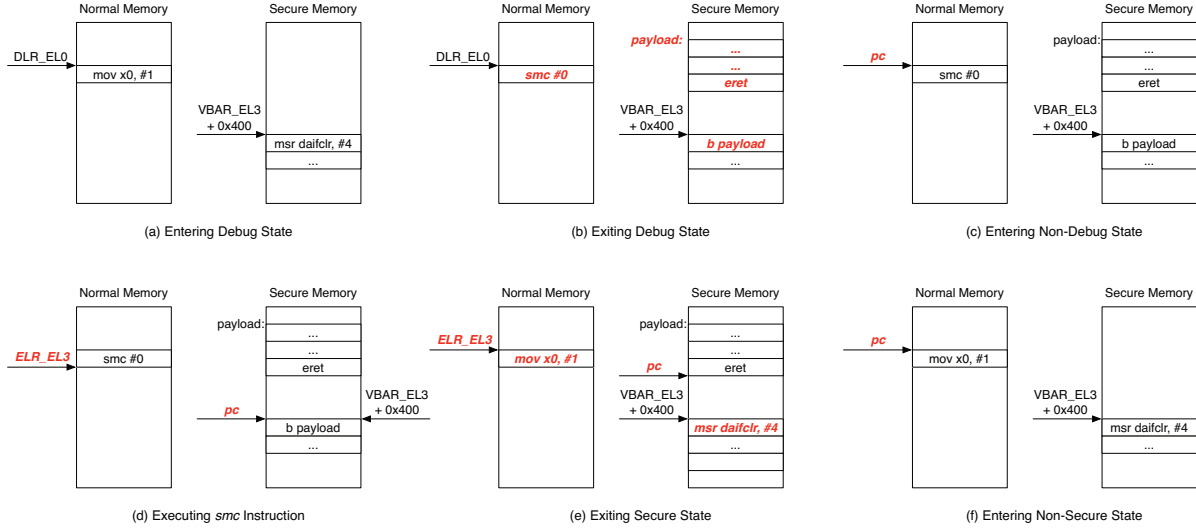 Normal Memory
Secure Memory
DLR_EL0
mov x0, #1
VBAR_EL3
+ 0x400
msr daifclr, #4
...
(a) Entering Debug State
Normal Memory
Secure Memory
DLR_EL0
smc #0
payload:
...
...
eret
VBAR_EL3
+ 0x400
b payload
...
(b) Exiting Debug State
Normal Memory
Secure Memory
pc
smc #0
payload:
...
...
eret
VBAR_EL3
+ 0x400
b payload
...
(c) Entering Non-Debug State
Normal Memory
Secure Memory
ELR_EL3
smc #0
payload:
...
...
eret
pc
VBAR_EL3
+ 0x400
b payload
...
(d) Executing smc Instruction
Normal Memory
Secure Memory
ELR_EL3
mov x0, #1
payload:
...
...
pc
eret
VBAR_EL3
+ 0x400
msr daifclr, #4
...
(e) Exiting Secure State
Normal Memory
Secure Memory
pc
mov x0, #1
VBAR_EL3
+ 0x400
msr daifclr, #4
...
(f) Entering Non-Secure State